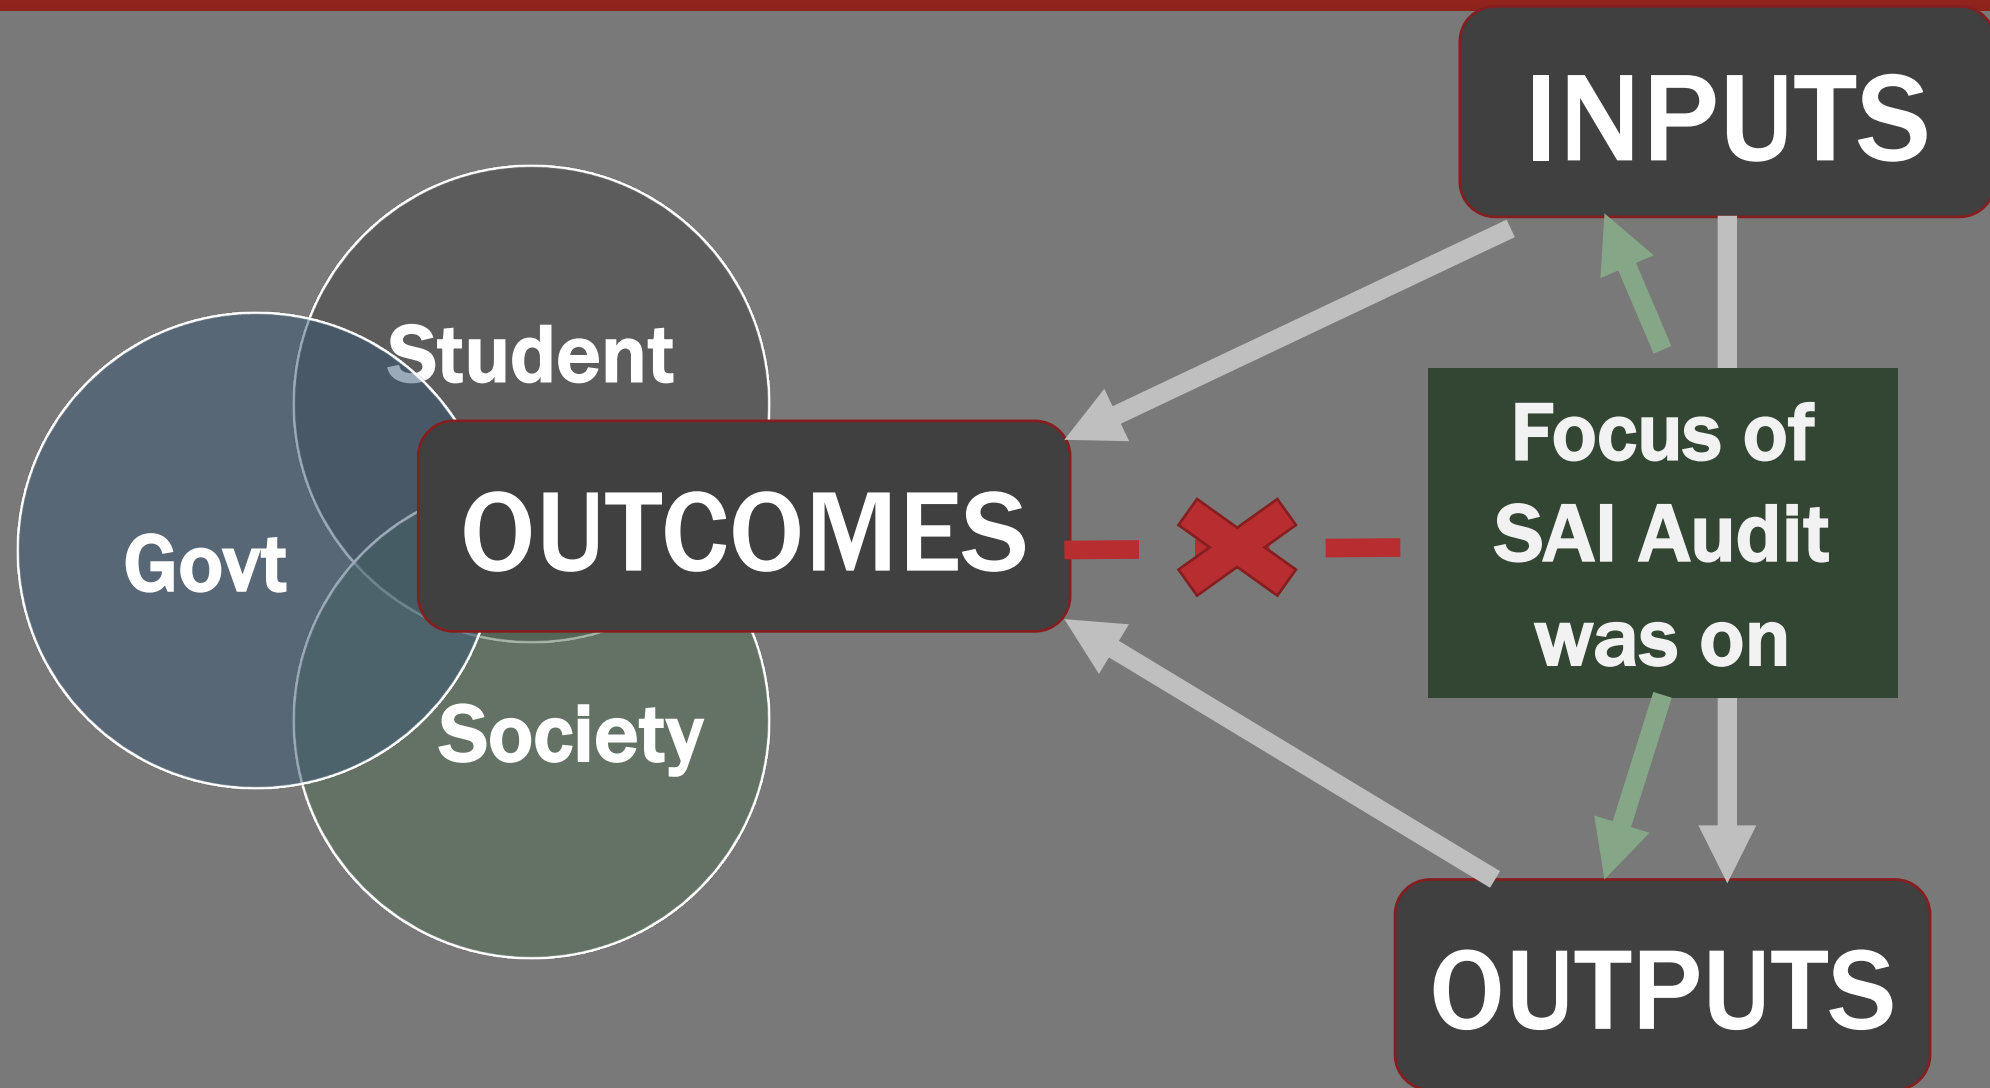 INPUTS
Student
Govt
OUTCOMES
Society
Focus of
SAI Audit
was on
OUTPUTS